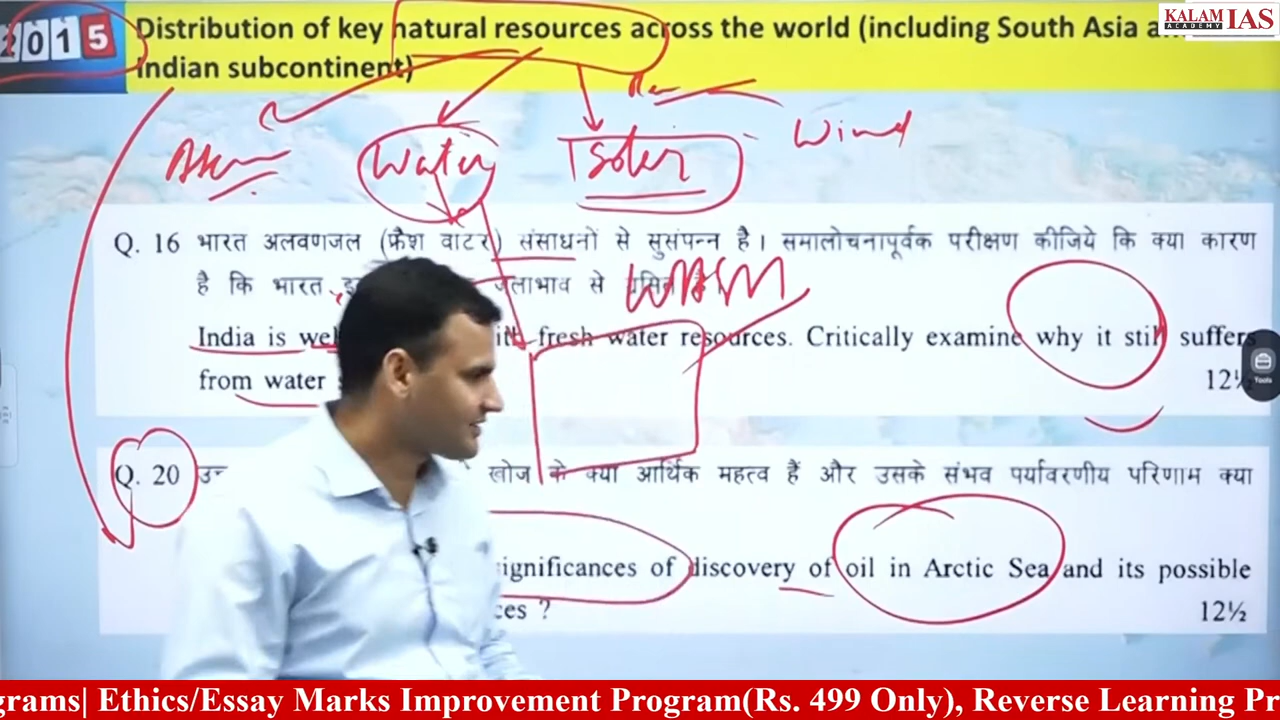 2015
Distribution of key natural resources across the world (including South Asia a
Indian subcontinent)
KALAM IAS
ACADEMY
Water
Solar
Wind
Q. 16 भारत अलवणजल (फ्रैश वाटर) संसाधनों से सुसंपन्न है। समालोचनापूर्वक परीक्षण कीजिये कि क्या कारण
है कि भारत जलाभाव से ग्रसित
India is wel fresh water resources. Critically examine why it still suffers
from water 12½
Tools
Q. 20 खोज के क्या आर्थिक महत्व हैं और उसके संभव पर्यावरणीय परिणाम क्या
ignificances of discovery of oil in Arctic Sea and its possible
ces ? 12½
grams| Ethics/Essay Marks Improvement Program(Rs. 499 Only), Reverse Learning Pr